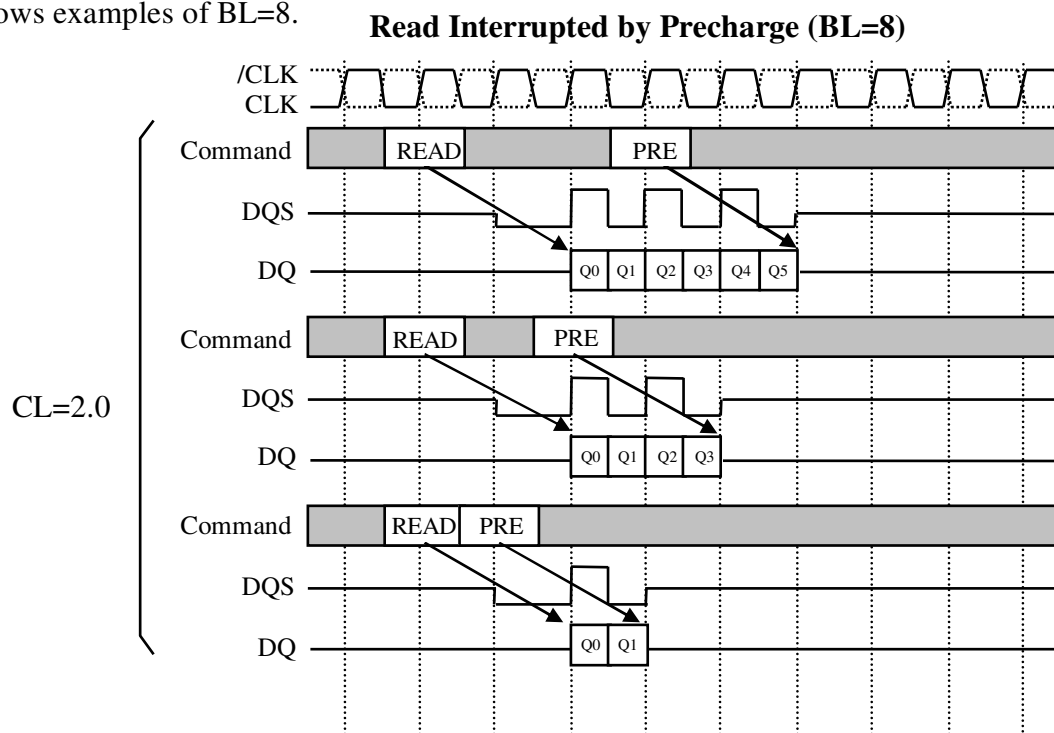 ows examples of BL=8.
Read Interrupted by Precharge (BL=8)
/CLK
CLK
Command READ PRE
DQS
DQ Q0 Q1 Q2 Q3 Q4 Q5
Command READ PRE
CL=2.0
DQS
DQ Q0 Q1 Q2 Q3
Command READ PRE
DQS
DQ Q0 Q1